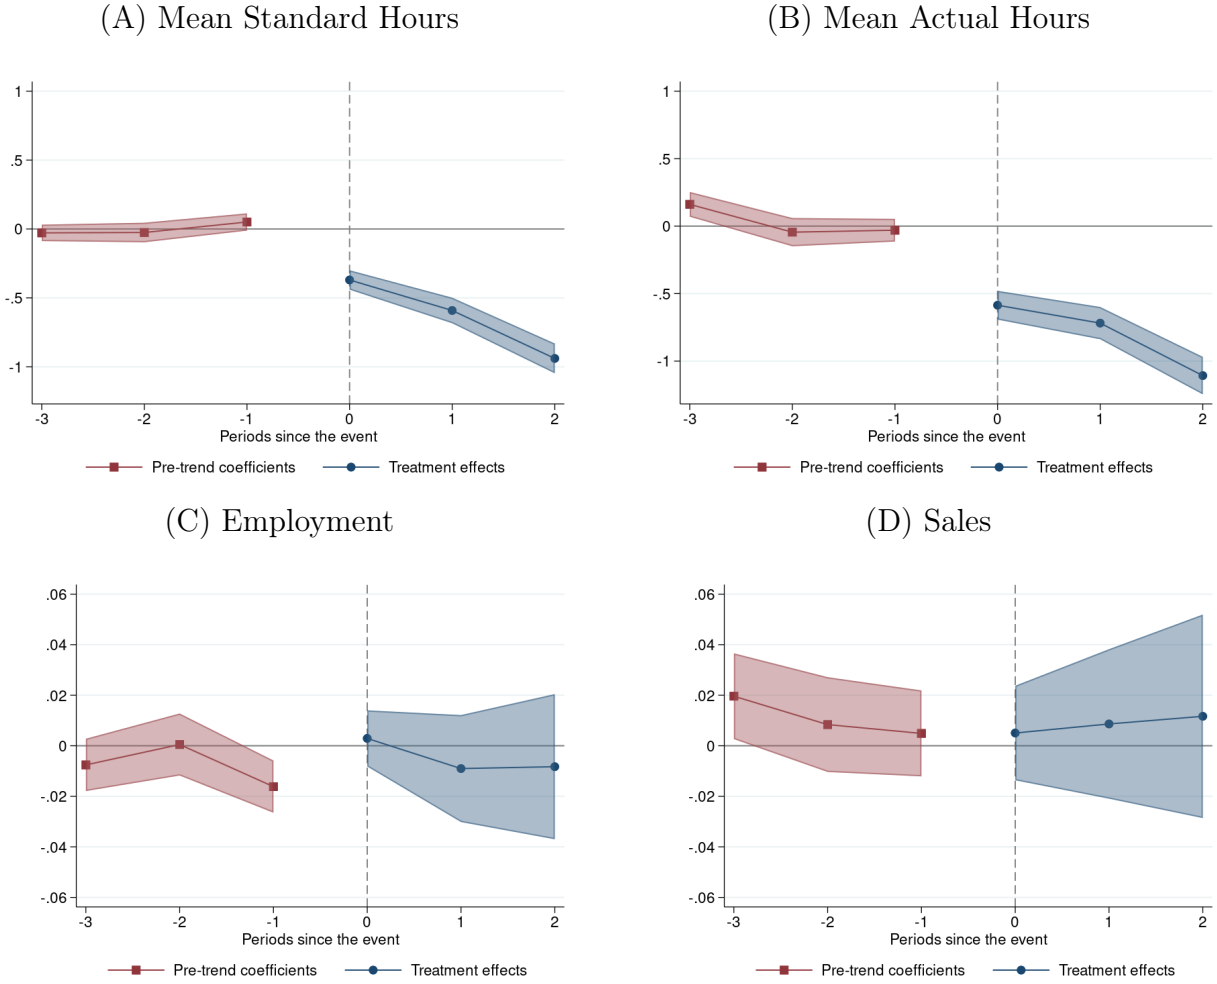 (A) Mean Standard Hours
1
.5
0
-.5
-1
-3 -2 -1 0 1 2
Periods since the event
Pre-trend coefficients Treatment effects
(B) Mean Actual Hours
1
.5
0
-.5
-1
-3 -2 -1 0 1 2
Periods since the event
Pre-trend coefficients Treatment effects
(C) Employment
.06
.04
.02
0
-.02
-.04
-.06
-3 -2 -1 0 1 2
Periods since the event
Pre-trend coefficients Treatment effects
(D) Sales
.06
.04
.02
0
-.02
-.04
-.06
-3 -2 -1 0 1 2
Periods since the event
Pre-trend coefficients Treatment effects